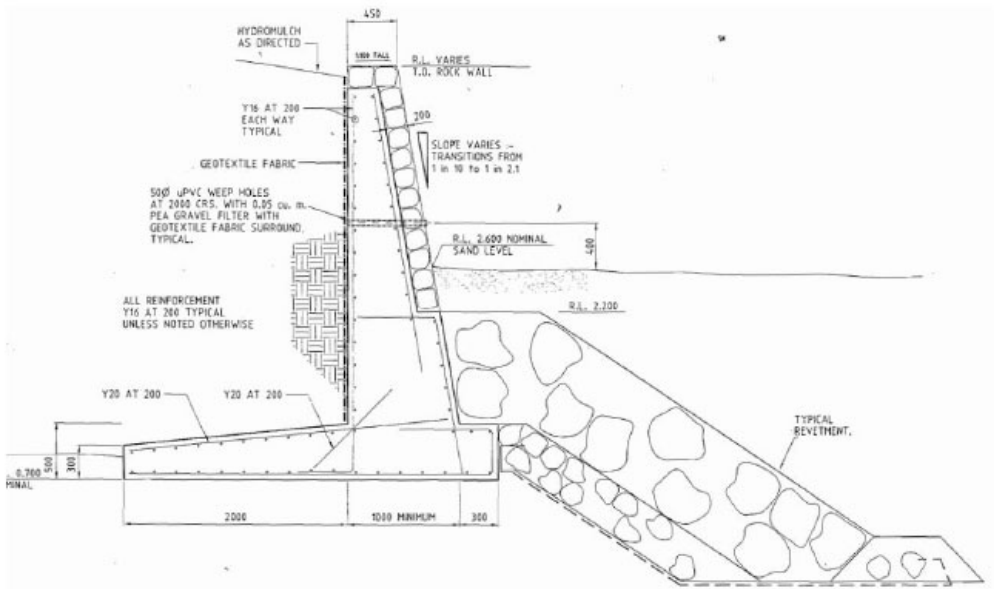 450
HYDROMULCH
AS DIRECTED
FALL
R.L. VARIES
T.O. ROCK WALL
Y16 AT 200
EACH WAY
TYPICAL
200
SLOPE VARIES :-
TRANSITIONS FROM
1 in 10 to 1 in 2.1
GEOTEXTILE FABRIC
50Ø uPVC WEEP HOLES
AT 2000 CRS. WITH 0.05 cu. m.
PEA GRAVEL FILTER WITH
GEOTEXTILE FABRIC SURROUND
TYPICAL.
400
R.L. 2.600 NOMINAL
SAND LEVEL
R.L. 2.200
ALL REINFORCEMENT
Y16 AT 200 TYPICAL
UNLESS NOTED OTHERWISE
Y20 AT 200
Y20 AT 200
TYPICAL
REVETMENT.
500
300
L. 0.700
MINAL
2000
1000 MINIMUM
300